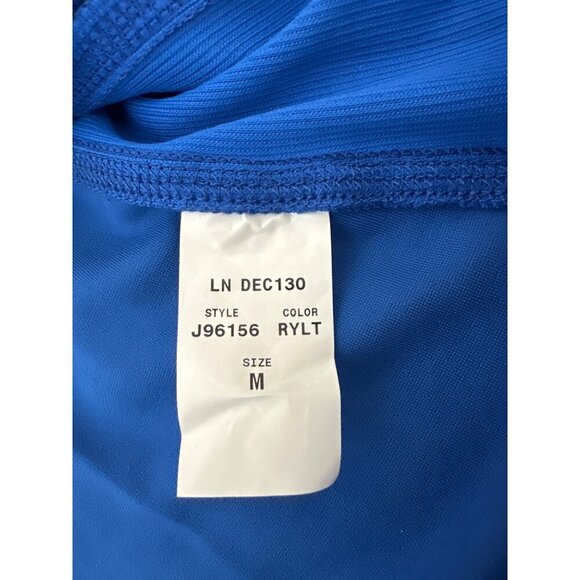 LN DEC130
STYLE COLOR
J96156 RYLT
SIZE
M